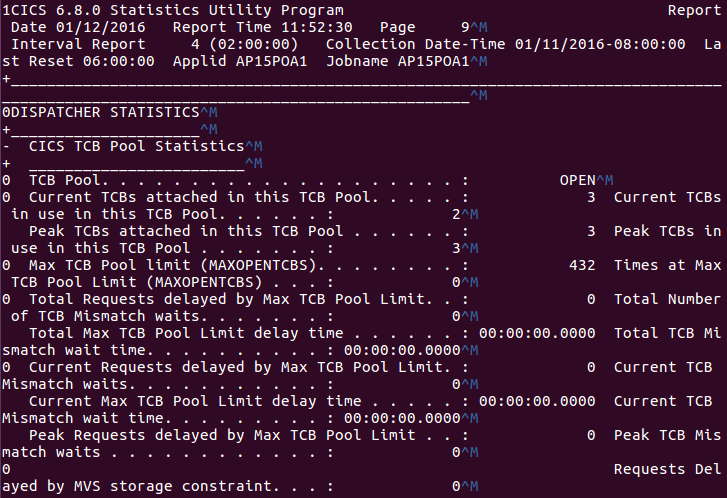 1CICS 6.8.0 Statistics Utility Program                                    Report
 Date 01/12/2016   Report Time 11:52:30   Page     9^M
 Interval Report     4 (02:00:00)   Collection Date-Time 01/11/2016-08:00:00  La
st Reset 06:00:00  Applid AP15POA1  Jobname AP15POA1^M
+_______________________________________________________________________________
____________________________________________________^M
0DISPATCHER STATISTICS^M
+_____________________^M
-  CICS TCB Pool Statistics^M
+  ________________________^M
0  TCB Pool. . . . . . . . . . . . . . . . . . . . :          OPEN^M
0  Current TCBs attached in this TCB Pool. . . . . :             3  Current TCBs
 in use in this TCB Pool. . . . . . :             2^M
   Peak TCBs attached in this TCB Pool . . . . . . :             3  Peak TCBs in
use in this TCB Pool . . . . . . . :             3^M
0  Max TCB Pool limit (MAXOPENTCBS). . . . . . . . :           432  Times at Max
 TCB Pool Limit (MAXOPENTCBS) . . . :             0^M
0  Total Requests delayed by Max TCB Pool Limit. . :             0  Total Number
 of TCB Mismatch waits. . . . . . . :             0^M
   Total Max TCB Pool Limit delay time . . . . . . : 00:00:00.0000  Total TCB Mi
smatch wait time. . . . . . . . . . : 00:00:00.0000^M
0  Current Requests delayed by Max TCB Pool Limit. :             0  Current TCB
Mismatch waits. . . . . . . . . . . :             0^M
   Current Max TCB Pool Limit delay time . . . . . : 00:00:00.0000  Current TCB
Mismatch wait time. . . . . . . . . : 00:00:00.0000^M
   Peak Requests delayed by Max TCB Pool Limit . . :             0  Peak TCB Mis
match waits . . . . . . . . . . . . :             0^M
0                                                                   Requests Del
ayed by MVS storage constraint. . . :             0^M